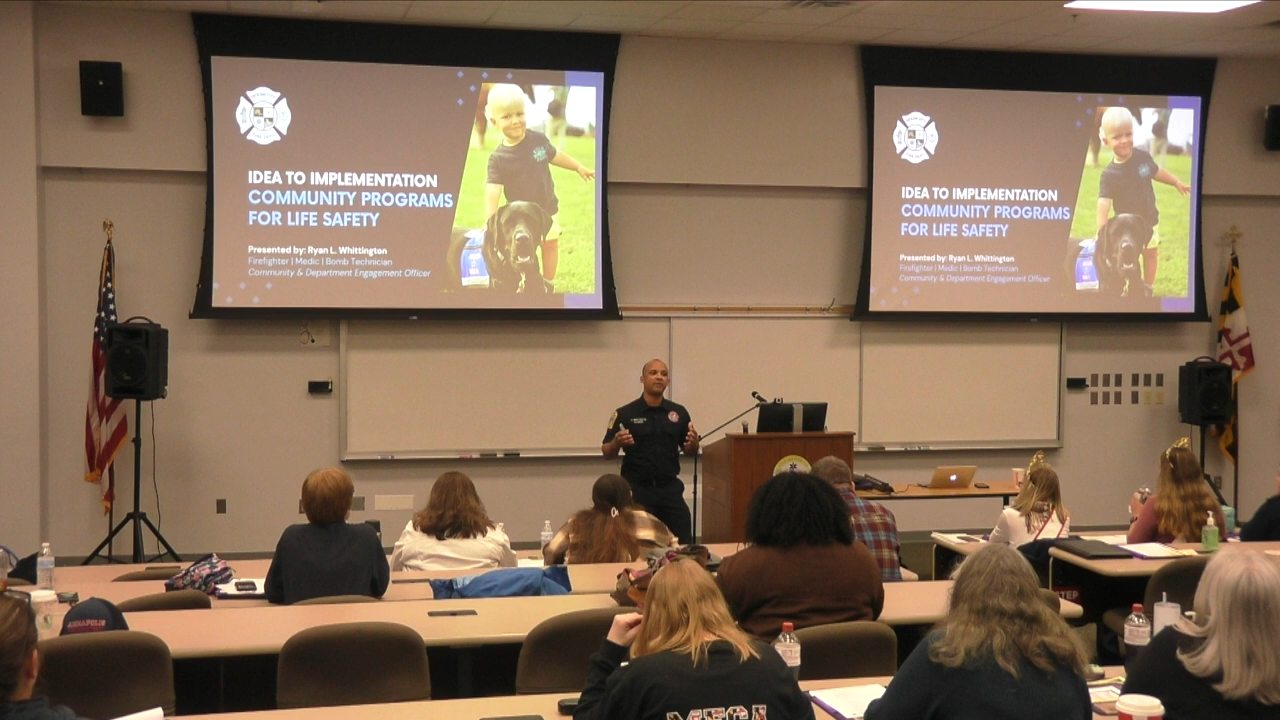 IDEA TO IMPLEMENTATION
COMMUNITY PROGRAMS
FOR LIFE SAFETY
Presented by: Ryan L. Whittington
Firefighter | Medic | Bomb Technician
Community & Department Engagement Officer
IDEA TO IMPLEMENTATION
COMMUNITY PROGRAMS
FOR LIFE SAFETY
Presented by: Ryan L. Whittington
Firefighter | Medic | Bomb Technician
Community & Department Engagement Officer
STEP
ANNAPOLIS